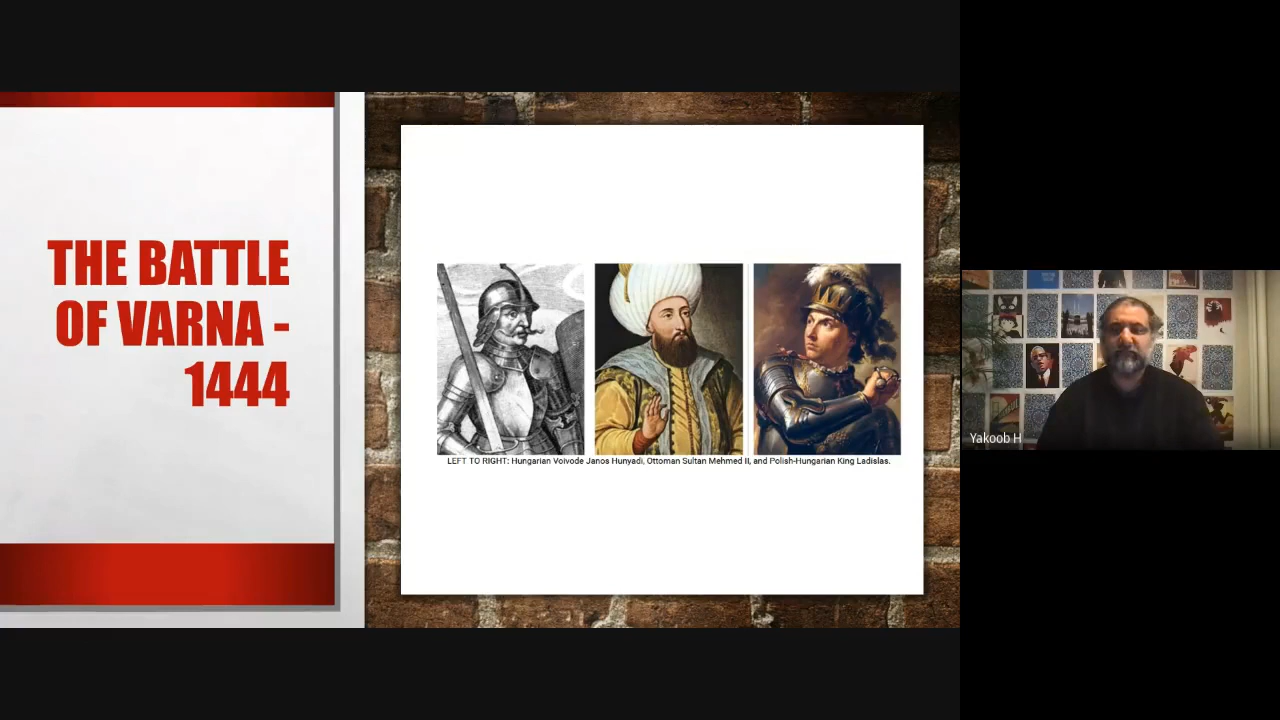 THE BATTLE
OF VARNA -
1444
LEFT TO RIGHT: Hungarian Voivode Janos Hunyadi, Ottoman Sultan Mehmed II, and Polish-Hungarian King Ladislas.
Yakoob H